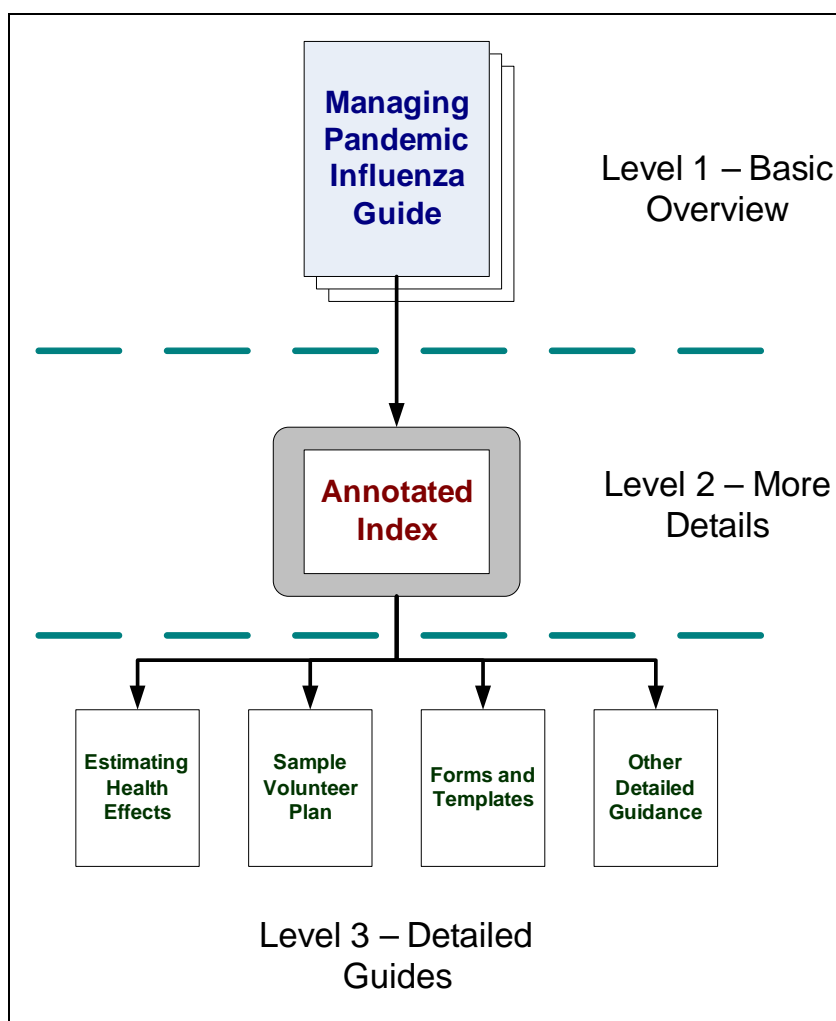 Managing
Pandemic
Influenza
Guide
Level 1 – Basic
Overview
Annotated
Index
Level 2 – More
Details
Estimating
Health
Effects
Sample
Volunteer
Plan
Forms and
Templates
Other
Detailed
Guidance
Level 3 – Detailed
Guides